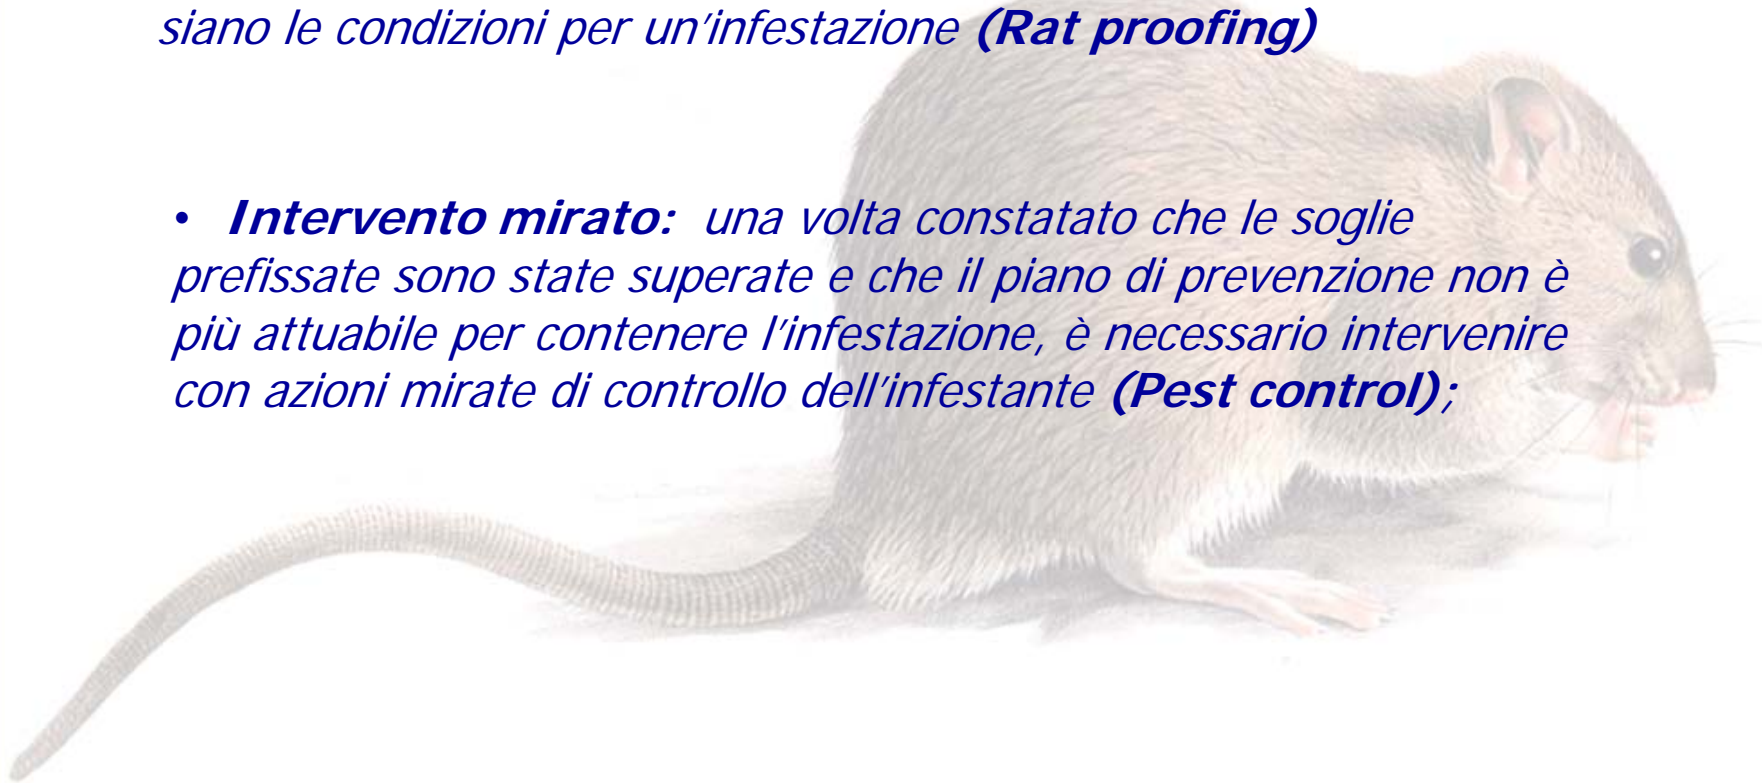 siano le condizioni per un'infestazione (Rat proofing)
• Intervento mirato: una volta constatato che le soglie
prefissate sono state superate e che il piano di prevenzione non è
più attuabile per contenere l'infestazione, è necessario intervenire
con azioni mirate di controllo dell'infestante (Pest control);